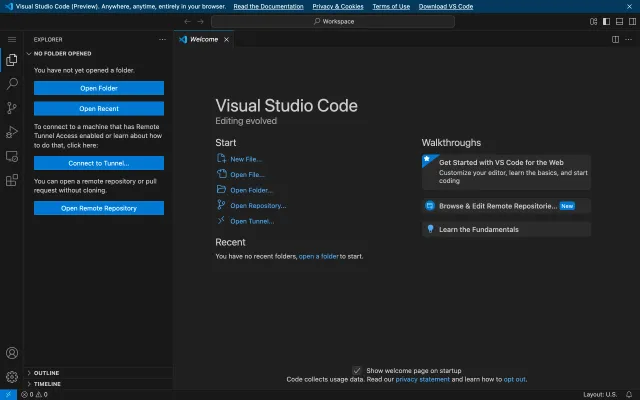 Visual Studio Code (Preview). Anywhere, anytime, entirely in your browser. Read the Documentation Privacy & Cookies Terms of Use Download VS Code
Workspace
EXPLORER
NO FOLDER OPENED
You have not yet opened a folder.
Open Folder
Open Recent
To connect to a machine that has Remote
Tunnel Access enabled or learn about how
to do that, click here:
Connect to Tunnel...
You can open a remote repository or pull
request without cloning.
Open Remote Repository
OUTLINE
TIMELINE
Welcome
Visual Studio Code
Editing evolved
Start
New File...
Open File...
Open Folder...
Open Repository...
Open Tunnel...
Recent
You have no recent folders, open a folder to start.
Walkthroughs
Get Started with VS Code for the Web
Customize your editor, learn the basics, and start
coding
Browse & Edit Remote Repositorie... New
Learn the Fundamentals
Show welcome page on startup
Code collects usage data. Read our privacy statement and learn how to opt out.
0 0
Layout: U.S.